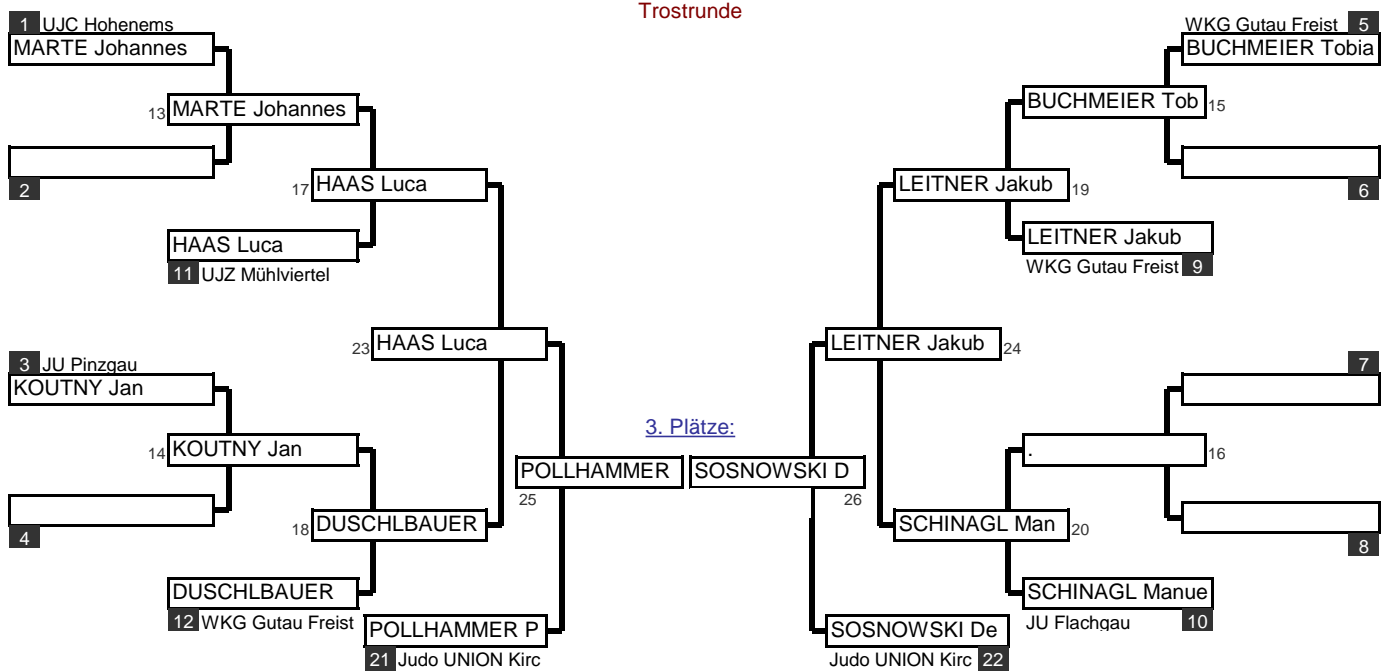 Trostrunde
1 UJC Hohenems
MARTE Johannes
13 MARTE Johannes
2
17 HAAS Luca
HAAS Luca
11 UJZ Mühlviertel
23 HAAS Luca
3 JU Pinzgau
KOUTNY Jan
14 KOUTNY Jan
4
18 DUSCHLBAUER
DUSCHLBAUER
12 WKG Gutau Freist
POLLHAMMER P
21 Judo UNION Kirc
3. Plätze:
POLLHAMMER
25
SOSNOWSKI D
26
WKG Gutau Freist 5
BUCHMEIER Tobia
BUCHMEIER Tob 15
6
LEITNER Jakub 19
LEITNER Jakub
WKG Gutau Freist 9
LEITNER Jakub 24
7
. 16
8
SCHINAGL Man 20
SCHINAGL Manue
JU Flachgau 10
SOSNOWSKI De
Judo UNION Kirc 22